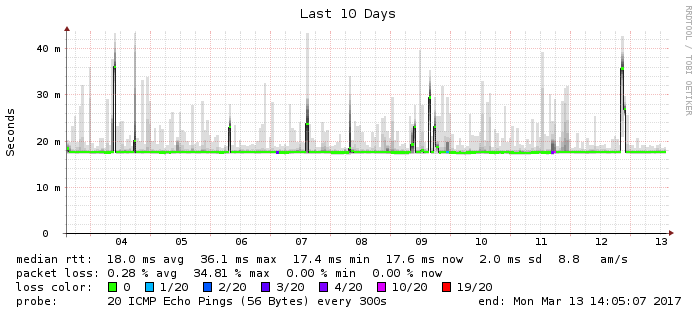 Last 10 Days
RRDTOOL / TOBI OETIKER
Seconds
40 m
30 m
20 m
10 m
0
04 05 06 07 08 09 10 11 12 13
median rtt: 18.0 ms avg 36.1 ms max 17.4 ms min 17.6 ms now 2.0 ms sd 8.8 am/s
packet loss: 0.28 % avg 34.81 % max 0.00 % min 0.00 % now
loss color: 0 1/20 2/20 3/20 4/20 10/20 19/20
probe: 20 ICMP Echo Pings (56 Bytes) every 300s end: Mon Mar 13 14:05:07 2017